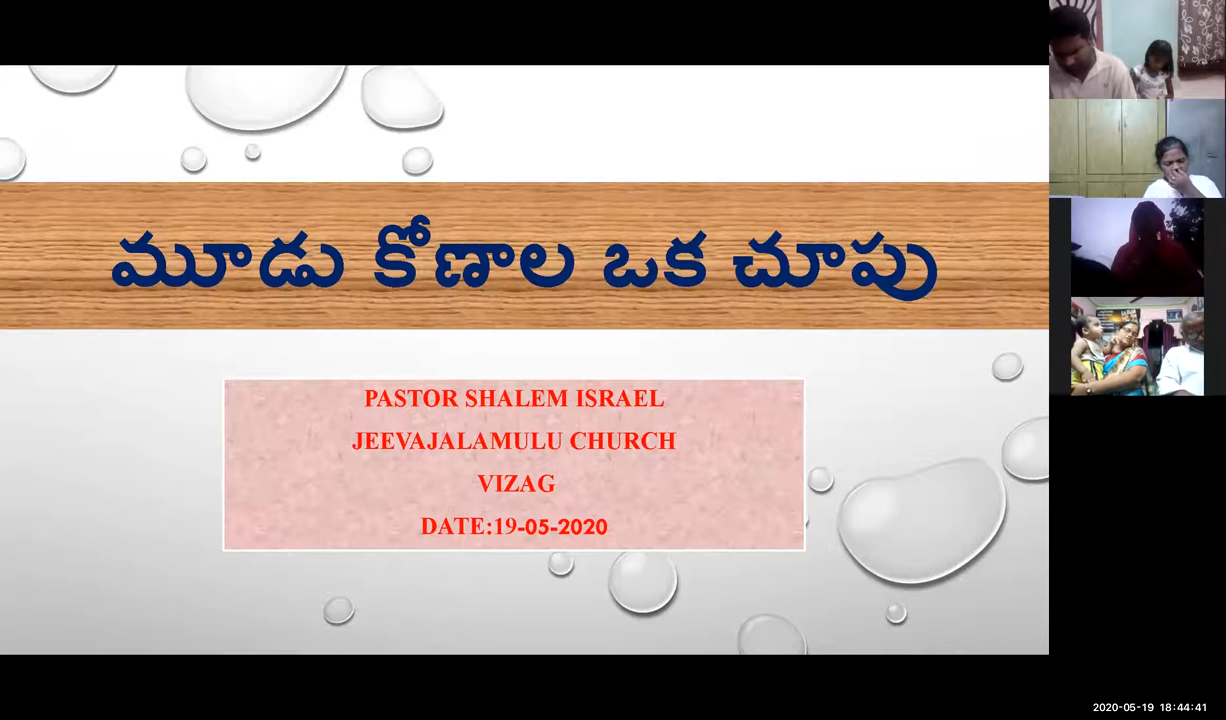 మూడు కోణాల ఒక చూపు
PASTOR SHALEM ISRAEL
JEEVAJALAMULU CHURCH
VIZAG
DATE:19-05-2020
2020-05-19 18:44:41